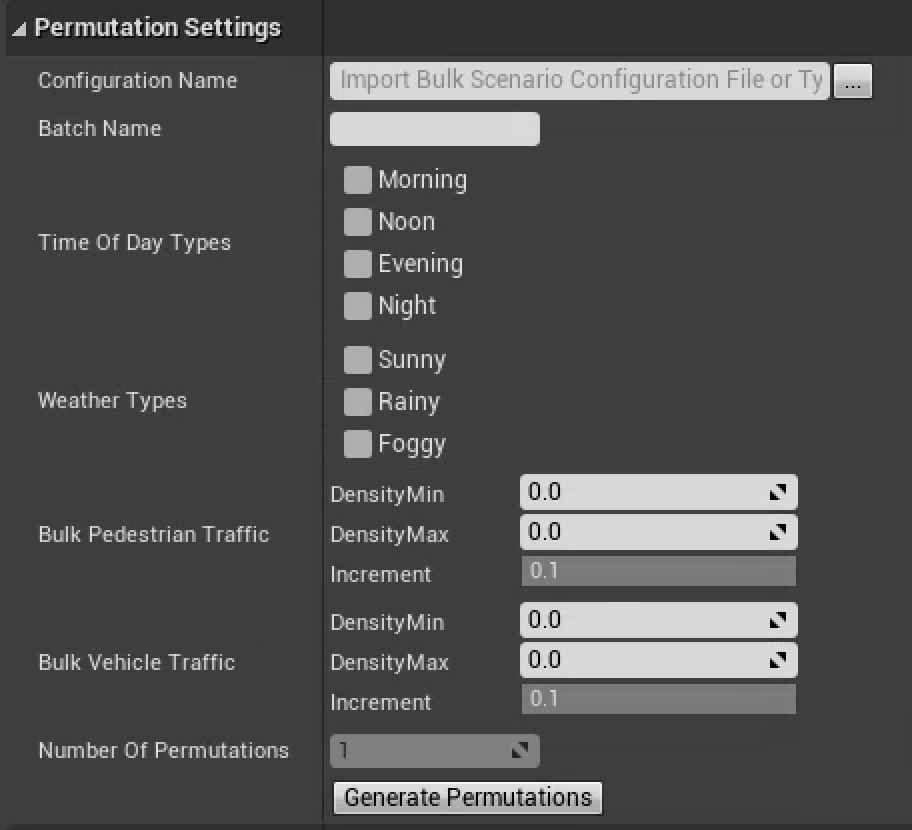 Permutation Settings
Configuration Name
Import Bulk Scenario Configuration File or Ty
...
Batch Name
Time Of Day Types
Morning
Noon
Evening
Night
Weather Types
Sunny
Rainy
Foggy
Bulk Pedestrian Traffic
DensityMin 0.0
DensityMax 0.0
Increment 0.1
Bulk Vehicle Traffic
DensityMin 0.0
DensityMax 0.0
Increment 0.1
Number Of Permutations 1
Generate Permutations